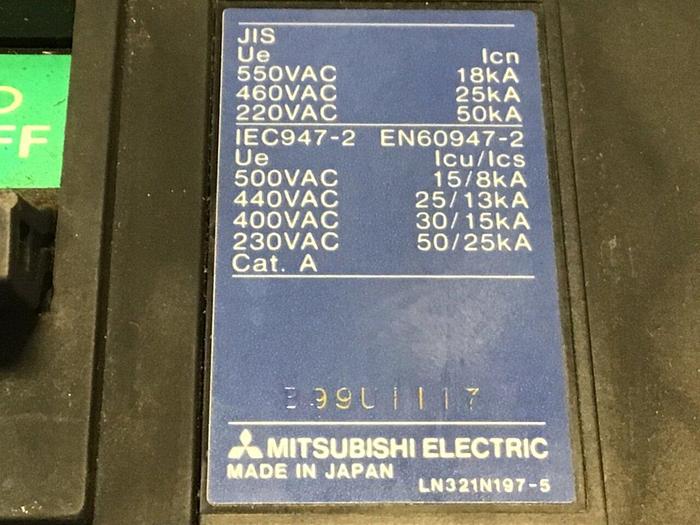 FF
JIS
Ue Icn
550VAC 18kA
460VAC 25kA
220VAC 50kA
IEC947-2 EN60947-2
Ue Icu/Ics
500VAC 15/8kA
440VAC 25/13kA
400VAC 30/15kA
230VAC 50/25kA
Cat. A
MITSUBISHI ELECTRIC
MADE IN JAPAN
LN321N197-5